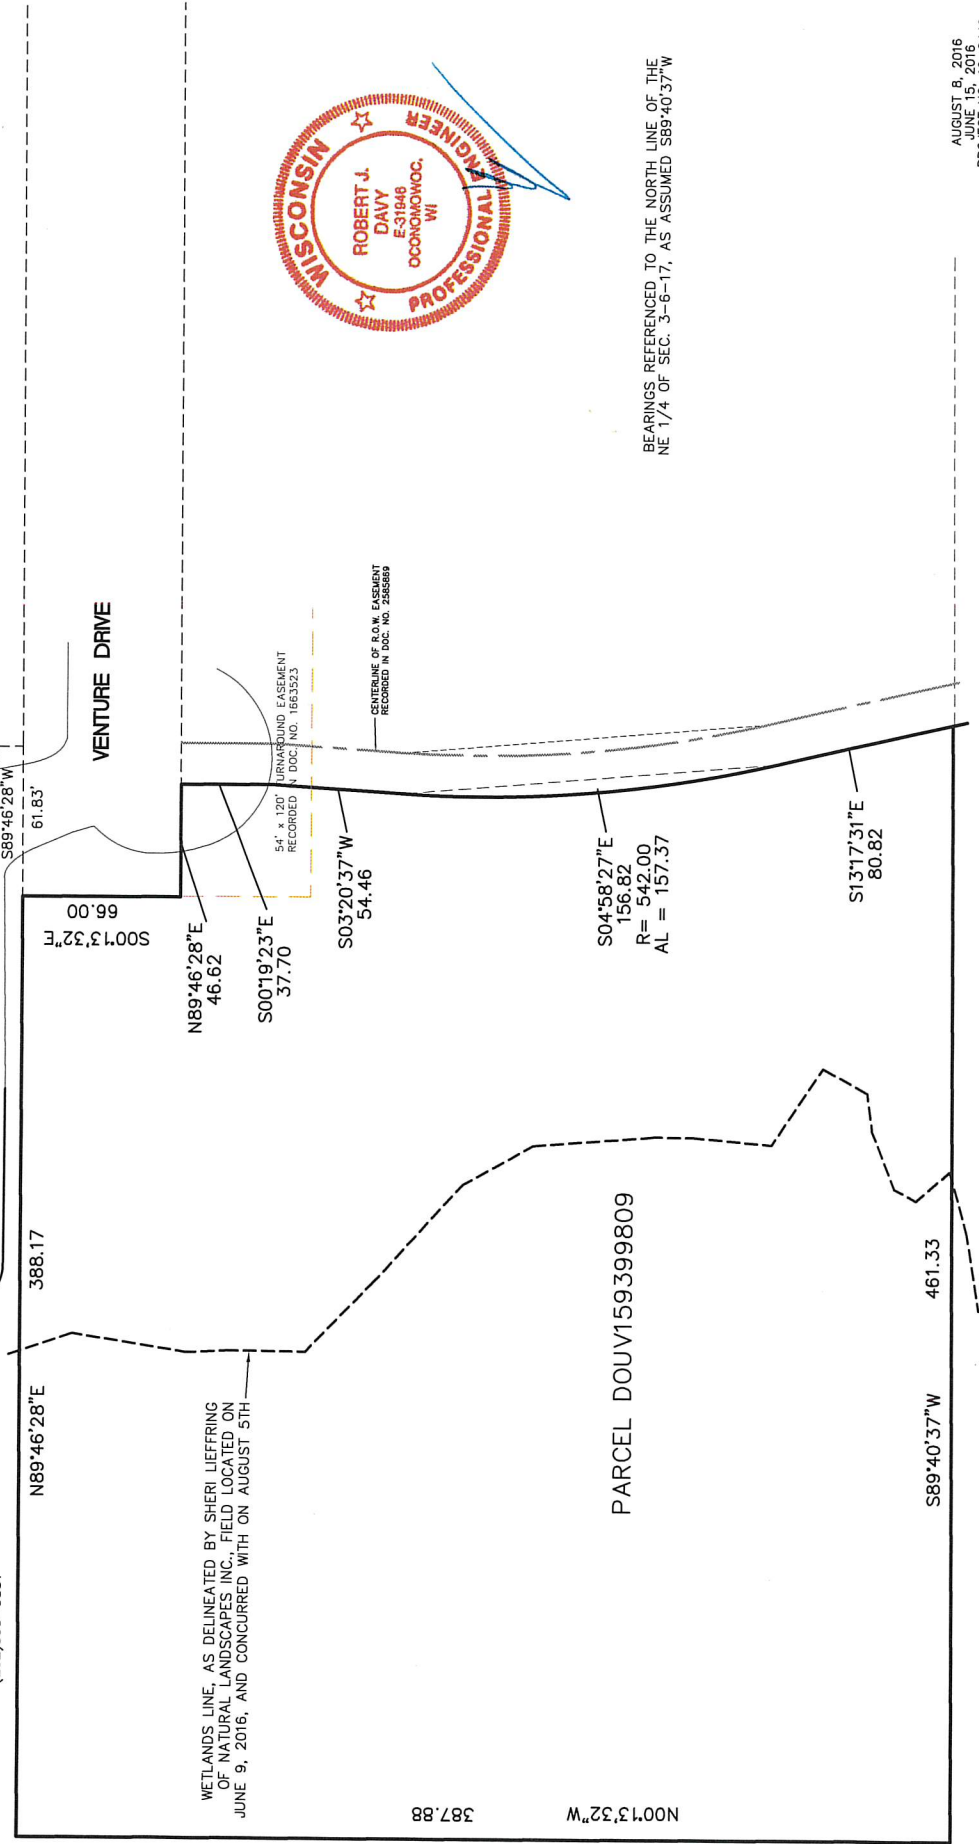 S89°46'28"W
61.83'
VENTURE DRIVE
N89°46'28"E
388.17
S00°13'32"E
66.00
N89°46'28"E
46.62
S00°19'23"E
37.70
54' x 120' TURNAROUND EASEMENT
RECORDED IN DOC. NO. 1663523
S03°20'37"W
54.46
CENTERLINE OF R.O.W. EASEMENT
RECORDED IN DOC. NO. 2585869
S04°58'27"E
156.82
R= 542.00
AL = 157.37
S13°17'31"E
80.82
WETLANDS LINE, AS DELINEATED BY SHERI LIEFFRING
OF NATURAL LANDSCAPES INC., FIELD LOCATED ON
JUNE 9, 2016, AND CONCURRED WITH ON AUGUST 5TH
PARCEL DOUV159399809
S89°40'37"W
461.33
387.88
N00°13'32"W
WISCONSIN
ROBERT J.
DAVY
E-31946
OCONOMOWOC,
WI
PROFESSIONAL ENGINEER
BEARINGS REFERENCED TO THE NORTH LINE OF THE
NE 1/4 OF SEC. 3-6-17, AS ASSUMED S89°40'37"W
AUGUST 8, 2016
JUNE 15, 2016